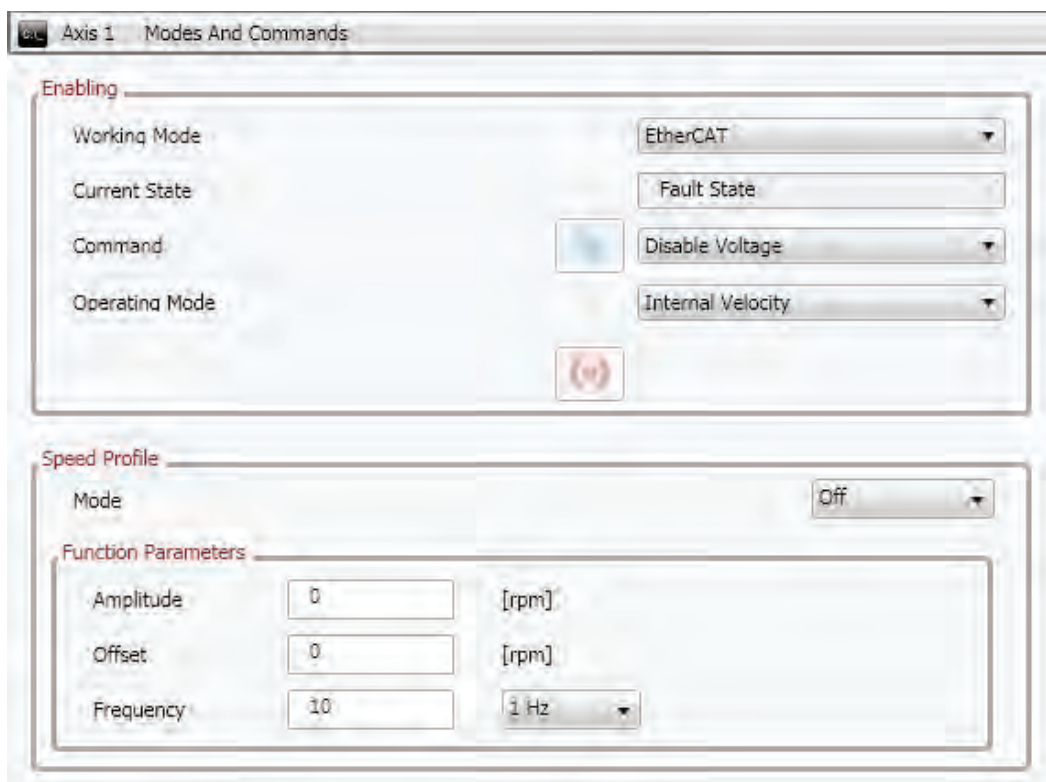 Axis 1 Modes And Commands
Enabling
Working Mode EtherCAT
Current State Fault State
Command Disable Voltage
Operating Mode Internal Velocity
Speed Profile
Mode Off
Function Parameters
Amplitude 0 [rpm]
Offset 0 [rpm]
Frequency 10 1 Hz